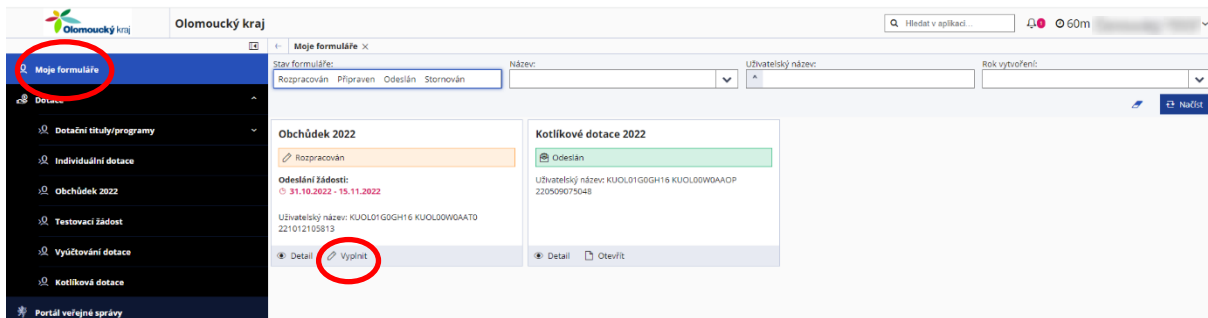 Olomoucký kraj
Olomoucký kraj
Hledat v aplikaci...
60m
Moje formuláře
Moje formuláře
Dotace
Dotační tituly/programy
Individuální dotace
Obchůdek 2022
Testovací žádost
Vyúčtování dotace
Kotlíková dotace
Portál veřejné správy
Stav formuláře:
Rozpracován Připraven Odeslán Stornován
Název:
Uživatelský název:
^
Rok vytvoření:
Načíst
Obchůdek 2022
Rozpracován
Odeslání žádosti:
31.10.2022 - 15.11.2022
Uživatelský název: KUOL01G0GH16 KUOL00W0AAT0
221012105813
Detail Vyplnit
Kotlíkové dotace 2022
Odeslán
Uživatelský název: KUOL01G0GH16 KUOL00W0AAOP
220509075048
Detail Otevřít